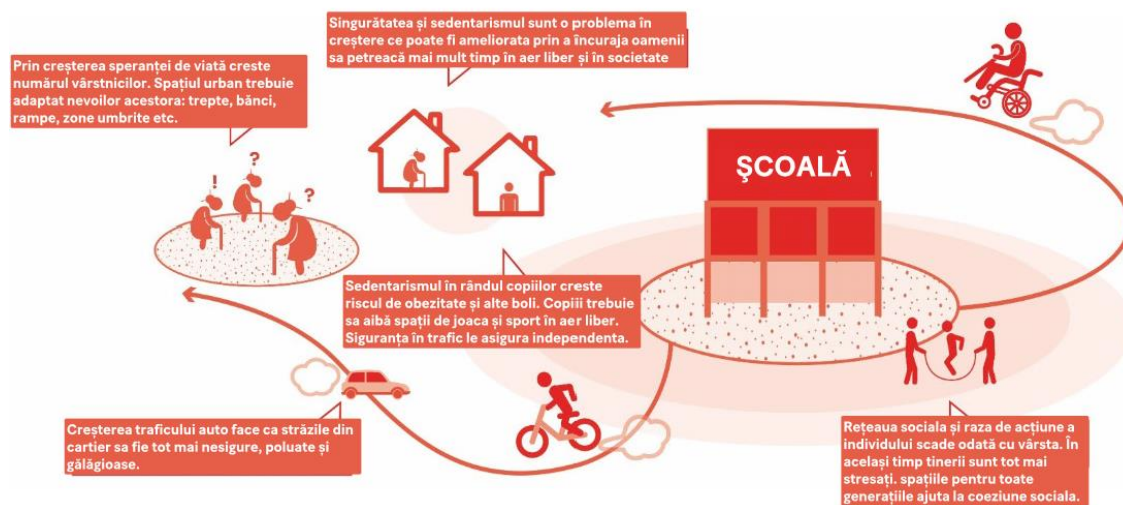 Singurătatea și sedentarismul sunt o problema în
creștere ce poate fi ameliorata prin a încuraja oamenii
sa petreacă mai mult timp în aer liber și în societate
Prin creșterea speranței de viată creste
numărul vârstnicilor. Spațiul urban trebuie
adaptat nevoilor acestora: trepte, bănci,
rampe, zone umbrite etc.
ŞCOALĂ
?
!
?
Sedentarismul în rândul copiilor creste
riscul de obezitate și alte boli. Copiii trebuie
sa aibă spații de joaca și sport în aer liber.
Siguranța în trafic le asigura independenta.
Creșterea traficului auto face ca străzile din
cartier sa fie tot mai nesigure, poluate și
gălăgioase.
Rețeaua sociala și raza de acțiune a
individului scade odată cu vârsta. În
același timp tinerii sunt tot mai
stresați. spațiile pentru toate
generațiile ajuta la coeziune sociala.